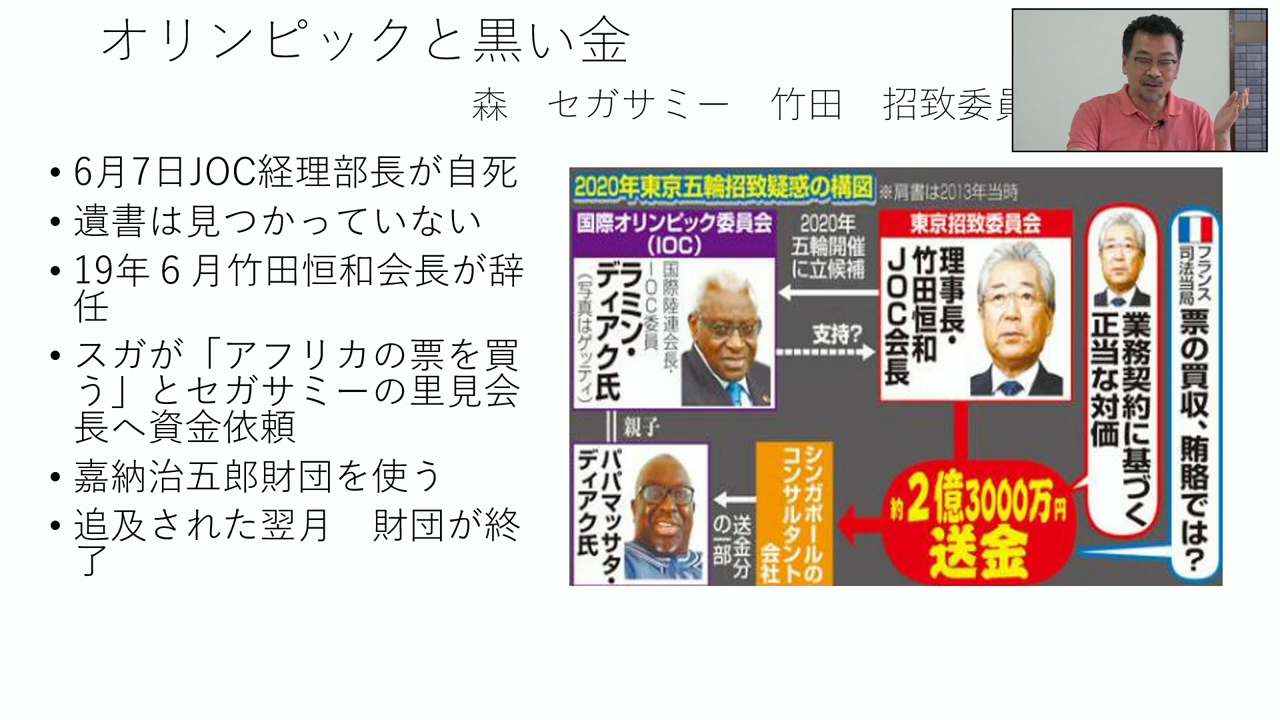 オリンピックと黒い金
森　セガサミー　竹田　招致委員
• 6月7日JOC経理部長が自死
• 遺書は見つかっていない
• 19年６月竹田恒和会長が辞
任
• スガが「アフリカの票を買
う」とセガサミーの里見会
長へ資金依頼
• 嘉納治五郎財団を使う
• 追及された翌月　財団が終
了
2020年東京五輪招致疑惑の構図
※肩書は2013年当時
国際オリンピック委員会
(IOC)
国際陸連会長・
IOC委員
ラミン・
ディアク氏
(写真はゲッティ)
2020年
五輪開催
に立候補
支持?
東京招致委員会
理事長・
竹田恒和
JOC会長
親子
パパマッサタ・
ディアク氏
送金分
の一部
シンガポールの
コンサルタント
会社
約2億3000万円
送金
業務契約に基づく
正当な対価
フランス
司法当局
票の買収、賄賂では?